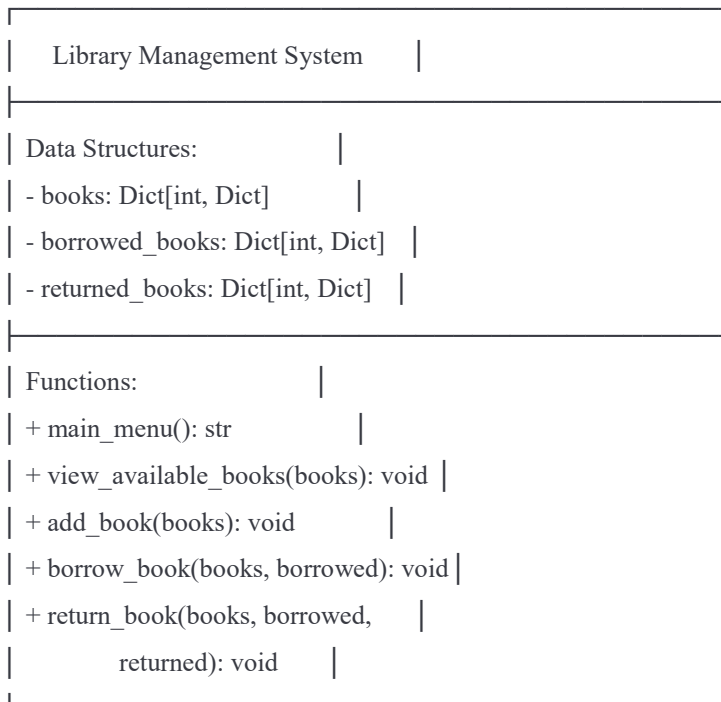 Library Management System
Data Structures:
- books: Dict[int, Dict]
- borrowed_books: Dict[int, Dict]
- returned_books: Dict[int, Dict]
Functions:
+ main_menu(): str
+ view_available_books(books): void
+ add_book(books): void
+ borrow_book(books, borrowed): void
+ return_book(books, borrowed,
returned): void